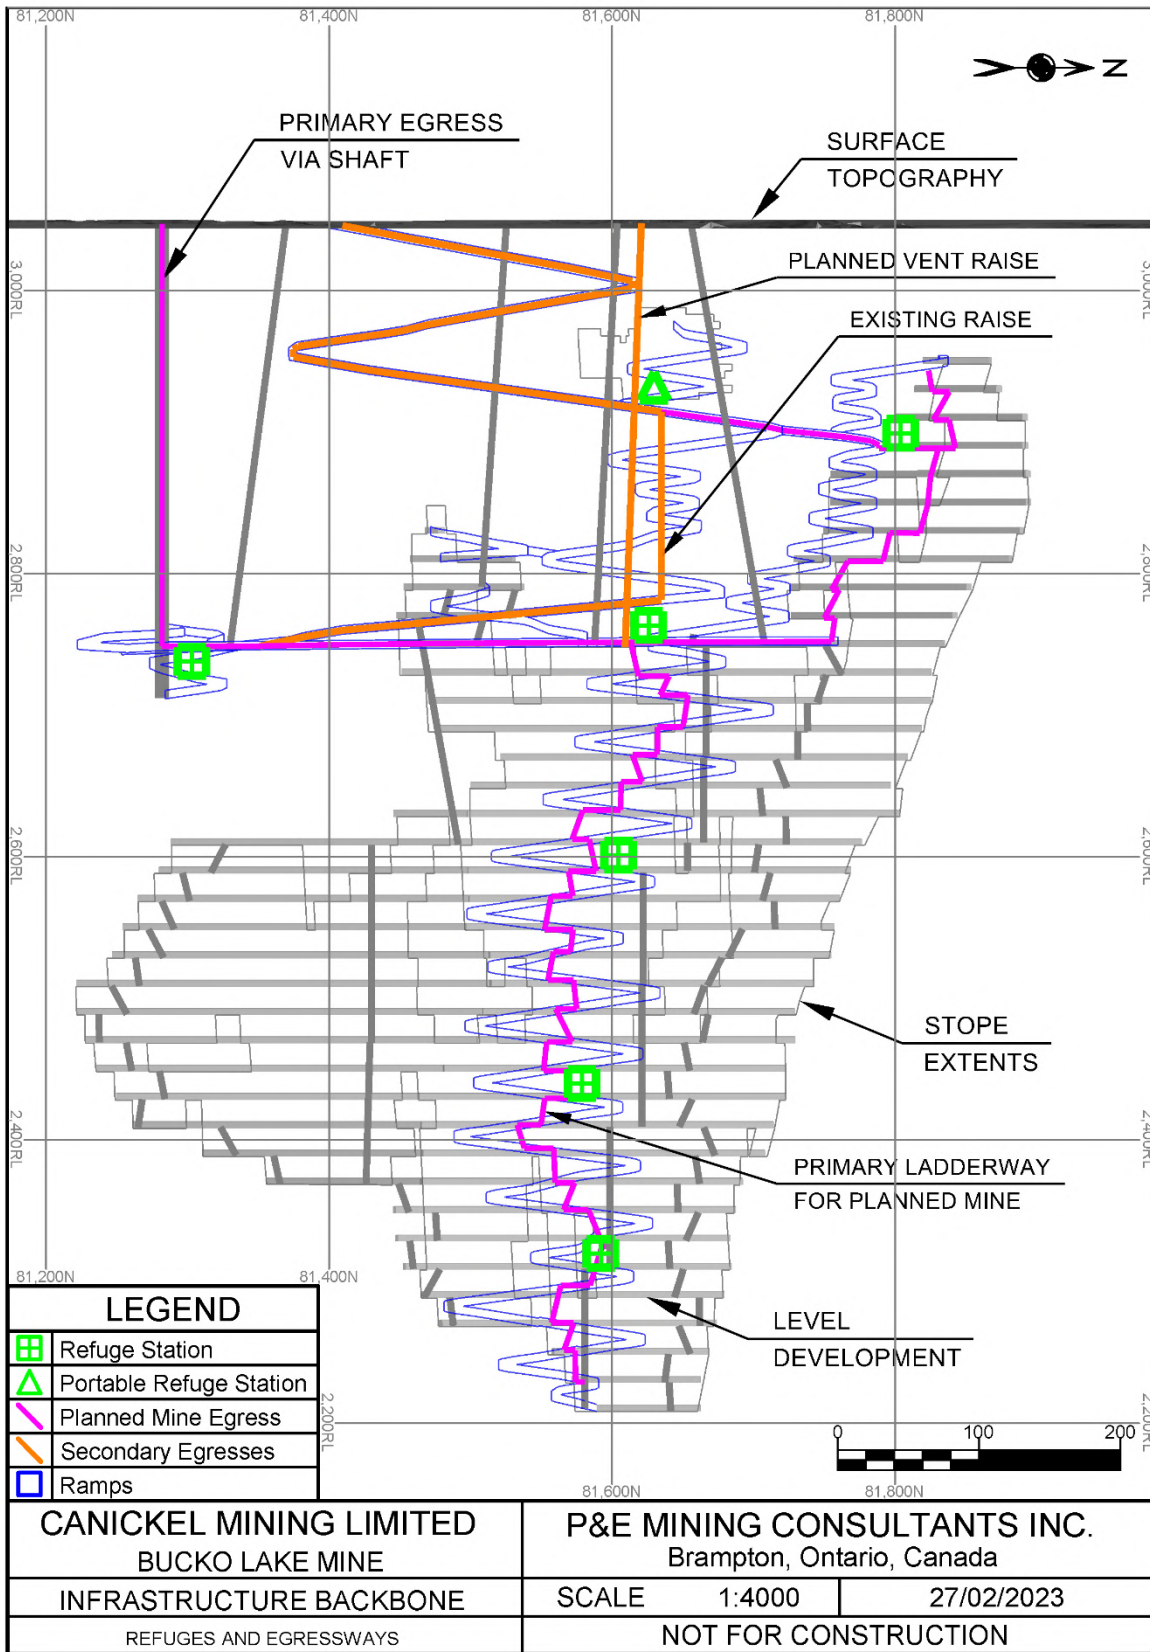 81,200N
81,400N
81,600N
81,800N
N
PRIMARY EGRESS
VIA SHAFT
SURFACE
TOPOGRAPHY
3,000RL
PLANNED VENT RAISE
3,000RL
EXISTING RAISE
2,800RL
2,800RL
2,600RL
2,600RL
STOPE
EXTENTS
2,400RL
2,400RL
PRIMARY LADDERWAY
FOR PLANNED MINE
81,200N
81,400N
LEVEL
DEVELOPMENT
LEGEND
Refuge Station
Portable Refuge Station
Planned Mine Egress
Secondary Egresses
Ramps
2,200RL
2,200RL
0
100
200
81,600N
81,800N
CANICKEL MINING LIMITED
BUCKO LAKE MINE
INFRASTRUCTURE BACKBONE
REFUGES AND EGRESSWAYS
P&E MINING CONSULTANTS INC.
Brampton, Ontario, Canada
SCALE 1:4000 27/02/2023
NOT FOR CONSTRUCTION